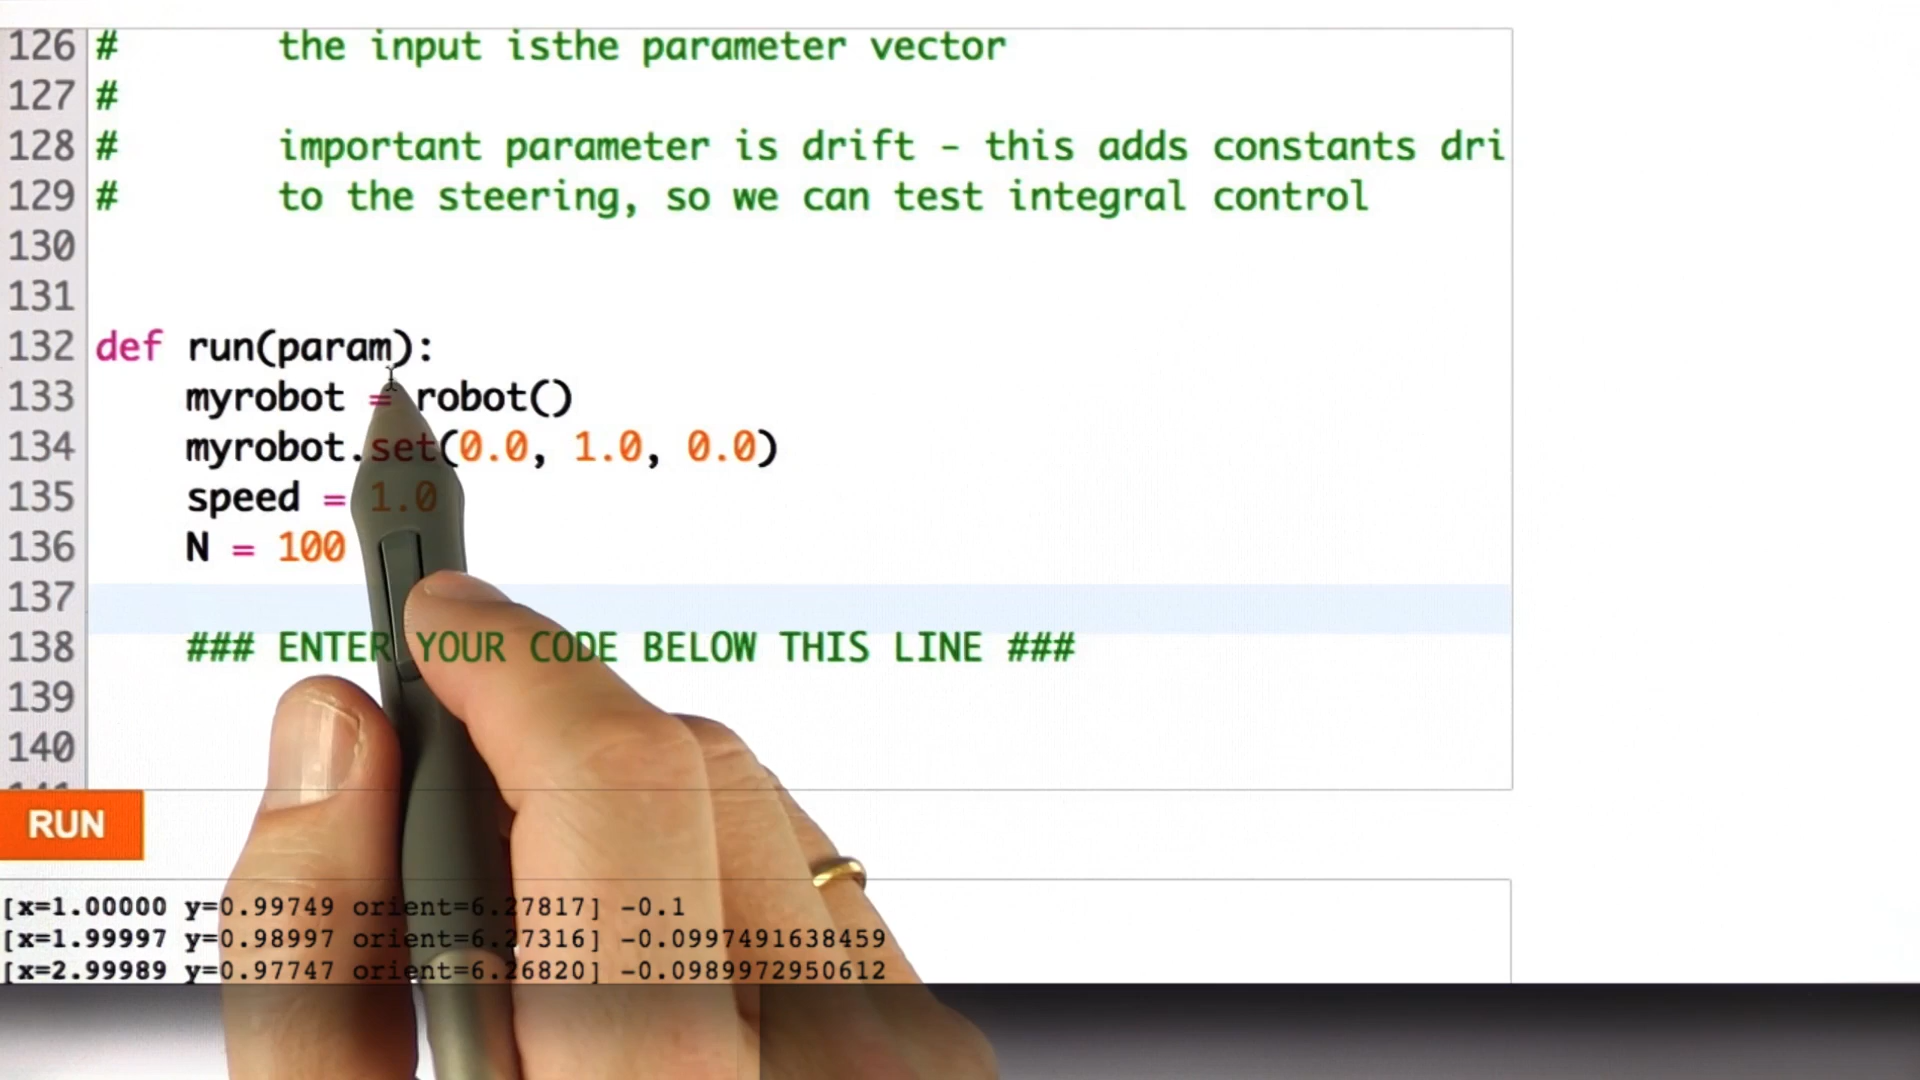 126 # the input isthe parameter vector
127 #
128 # important parameter is drift - this adds constants dri
129 # to the steering, so we can test integral control
130
131
132 def run(param):
133 myrobot = robot()
134 myrobot.set(0.0, 1.0, 0.0)
135 speed = 1.0
136 N = 100
137
138 ### ENTER YOUR CODE BELOW THIS LINE ###
139
140
RUN
[x=1.00000 y=0.99749 orient=6.27817] -0.1
[x=1.99997 y=0.98997 orient=6.27316] -0.0997491638459
[x=2.99989 y=0.97747 orient=6.26820] -0.0989972950612